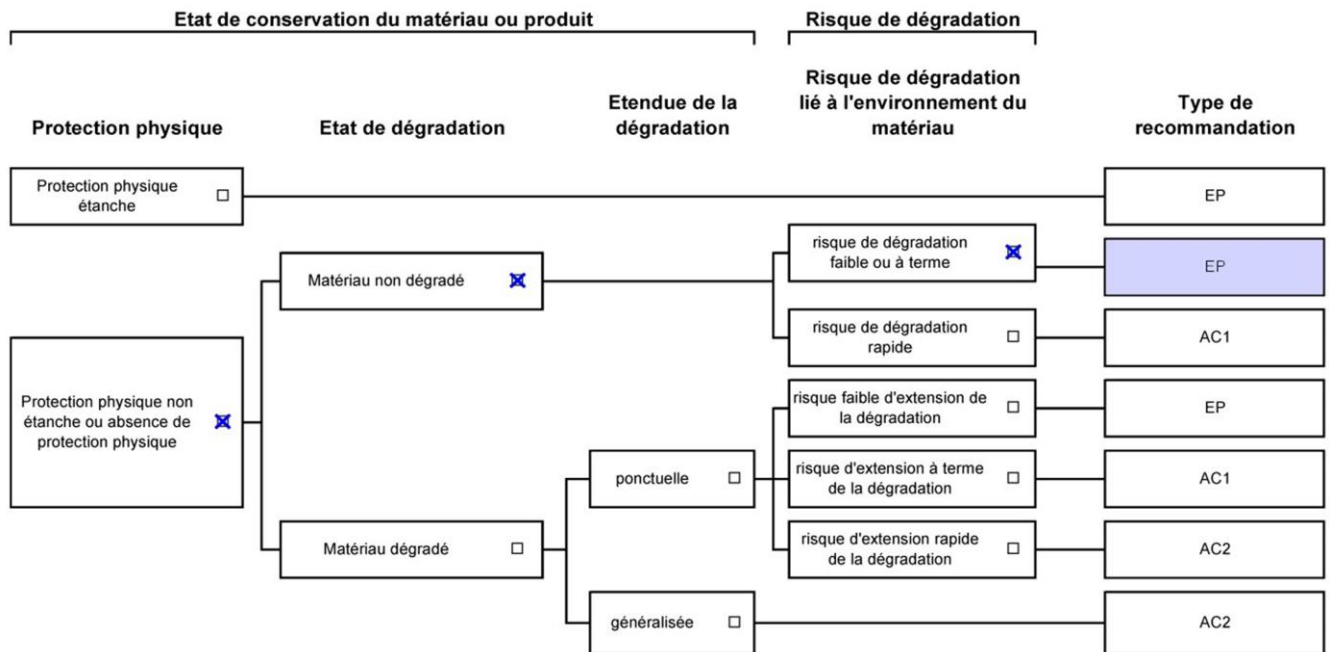 Etat de conservation du matériau ou produit
Risque de dégradation
Protection physique
Etat de dégradation
Etendue de la
dégradation
Risque de dégradation
lié à l'environnement du
matériau
Type de
recommandation
Protection physique
étanche
EP
risque de dégradation
faible ou à terme
EP
Matériau non dégradé
risque de dégradation
rapide
AC1
Protection physique non
étanche ou absence de
protection physique
risque faible d'extension de
la dégradation
EP
ponctuelle
risque d'extension à terme
de la dégradation
AC1
Matériau dégradé
risque d'extension rapide
de la dégradation
AC2
généralisée
AC2